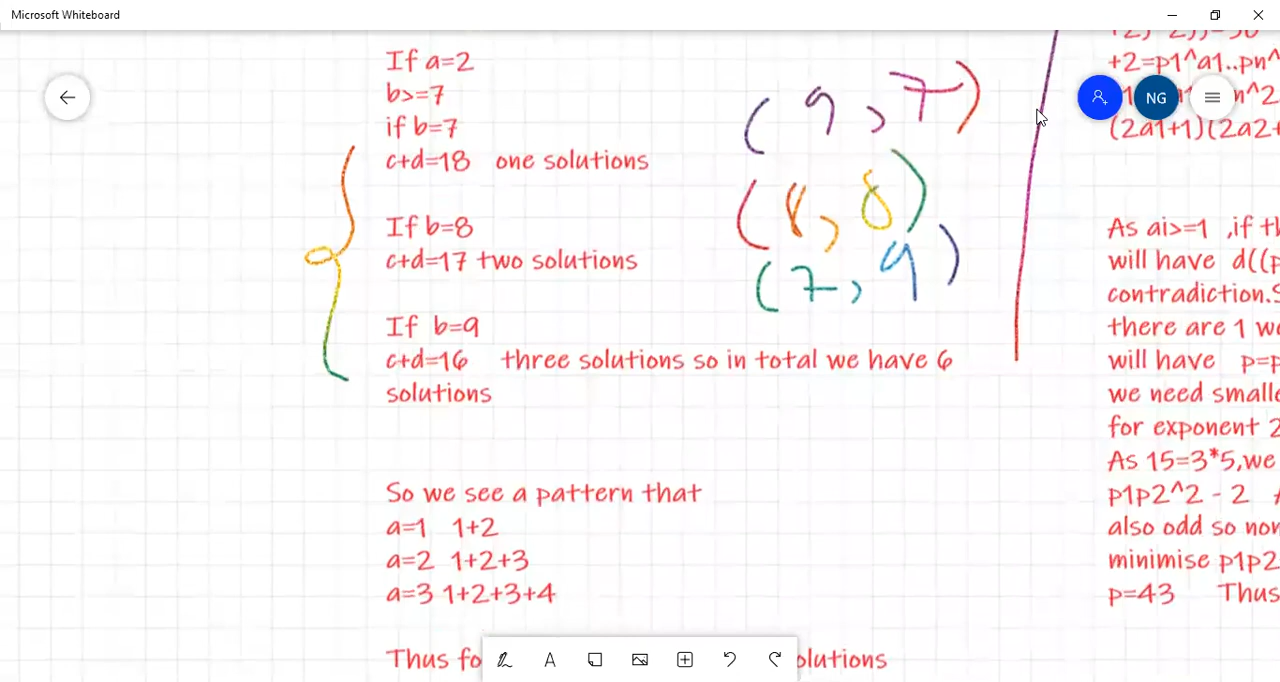 Microsoft Whiteboard
If a=2
b>=7
if b=7
c+d=18 one solutions
If b=8
c+d=17 two solutions
If b=9
c+d=16 three solutions so in total we have 6
solutions
So we see a pattern that
a=1 1+2
a=2 1+2+3
a=3 1+2+3+4
Thus fo
olutions
(9,7)
(8,8)
(7,9)
9
NG
+2=p1^a1..pn^
(2a1+1)(2a2+
As ai>=1 ,if th
will have d((p
contradiction.S
there are 1 we
will have p=p
we need smalle
for exponent 2
As 15=3*5,we
p1p2^2 - 2
also odd so non
minimise p1p2
p=43 Thus